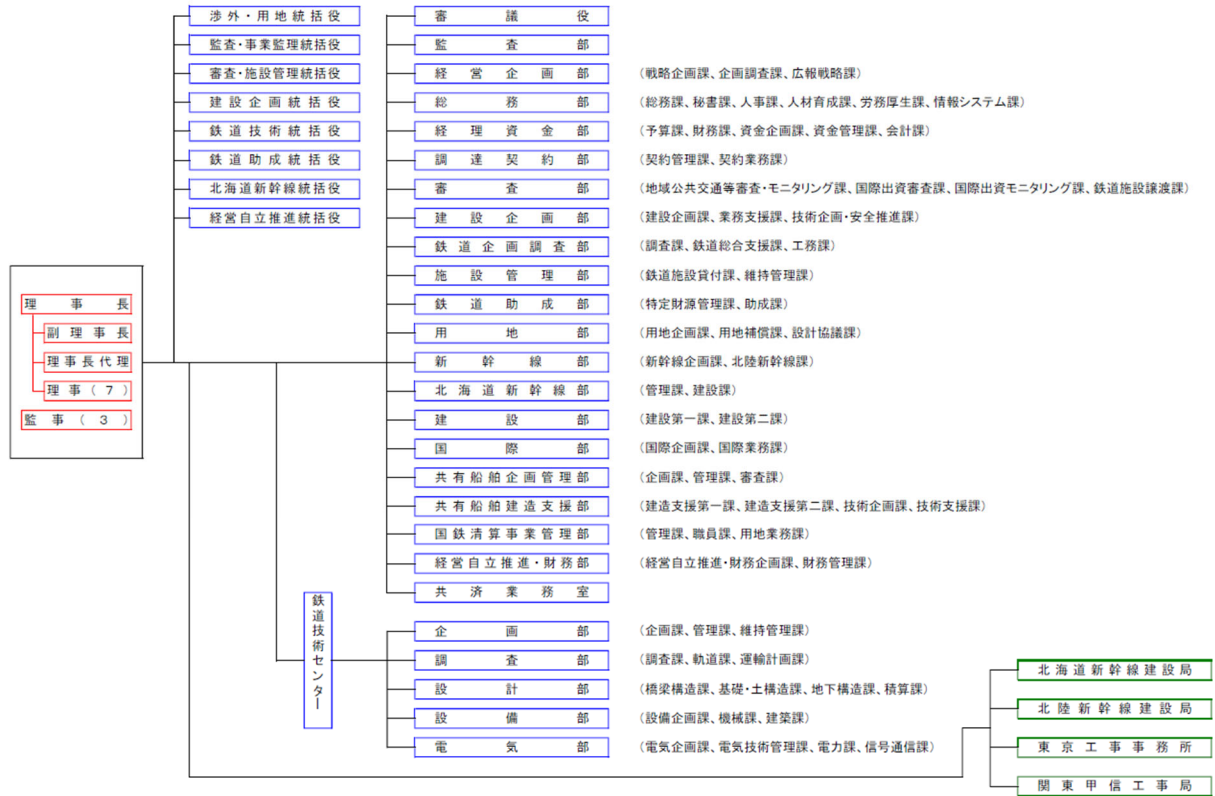 渉外・用地統括役
監査・事業監理統括役
審査・施設管理統括役
建設企画統括役
鉄道技術統括役
鉄道助成統括役
北海道新幹線統括役
経営自立推進統括役
理事長
副理事長
理事長代理
理事(7)
監事(3)
審議役
監査部
経営企画部 (戦略企画課、企画調査課、広報戦略課)
総務部 (総務課、秘書課、人事課、人材育成課、労務厚生課、情報システム課)
経理資金部 (予算課、財務課、資金企画課、資金管理課、会計課)
調達契約部 (契約管理課、契約業務課)
審査部 (地域公共交通等審査・モニタリング課、国際出資審査課、国際出資モニタリング課、鉄道施設譲渡課)
建設企画部 (建設企画課、業務支援課、技術企画・安全推進課)
鉄道企画調査部 (調査課、鉄道総合支援課、工務課)
施設管理部 (鉄道施設貸付課、維持管理課)
鉄道助成部 (特定財源管理課、助成課)
用地部 (用地企画課、用地補償課、設計協議課)
新幹線部 (新幹線企画課、北陸新幹線課)
北海道新幹線部 (管理課、建設課)
建設部 (建設第一課、建設第二課)
国際部 (国際企画課、国際業務課)
共有船舶企画管理部 (企画課、管理課、審査課)
共有船舶建造支援部 (建造支援第一課、建造支援第二課、技術企画課、技術支援課)
国鉄清算事業管理部 (管理課、職員課、用地業務課)
経営自立推進・財務部 (経営自立推進・財務企画課、財務管理課)
共済業務室
鉄道技術センター
企画部 (企画課、管理課、維持管理課)
調査部 (調査課、軌道課、運輸計画課)
設計部 (橋梁構造課、基礎・土構造課、地下構造課、積算課)
設備部 (設備企画課、機械課、建築課)
電気部 (電気企画課、電気技術管理課、電力課、信号通信課)
北海道新幹線建設局
北陸新幹線建設局
東京工事事務所
関東甲信工事局